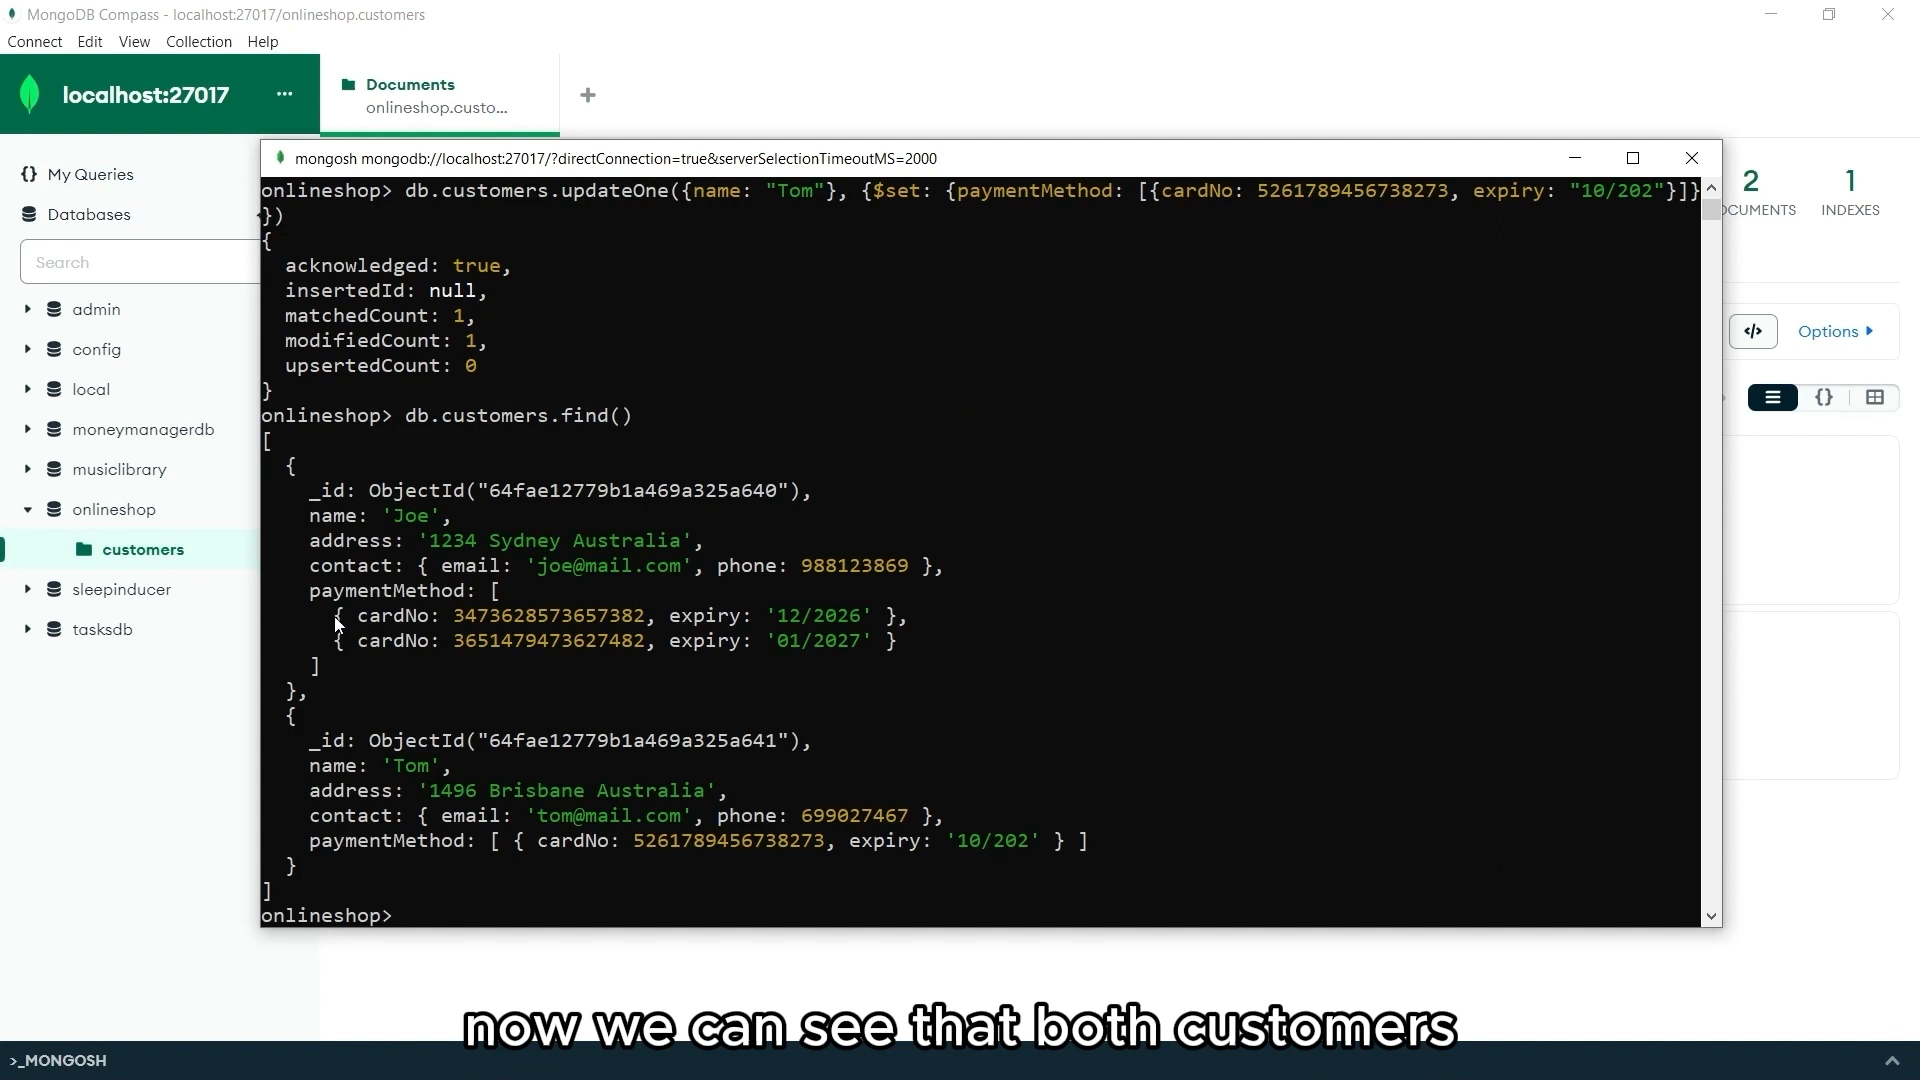 MongoDB Compass - localhost:27017/onlineshop.customers
Connect Edit View Collection Help
localhost:27017 ...
Documents
onlineshop.custo...
+
{} My Queries
Databases
Search
admin
config
local
moneymanagerdb
musiclibrary
onlineshop
customers
sleepinducer
tasksdb
mongosh mongodb://localhost:27017/?directConnection=true&serverSelectionTimeoutMS=2000
onlineshop> db.customers.updateOne({name: "Tom"}, {$set: {paymentMethod: [{cardNo: 5261789456738273, expiry: "10/202"}]}
})
{
acknowledged: true,
insertedId: null,
matchedCount: 1,
modifiedCount: 1,
upsertedCount: 0
}
onlineshop> db.customers.find()
[
{
_id: ObjectId("64fae12779b1a469a325a640"),
name: 'Joe',
address: '1234 Sydney Australia',
contact: { email: 'joe@mail.com', phone: 988123869 },
paymentMethod: [
{ cardNo: 3473628573657382, expiry: '12/2026' },
{ cardNo: 3651479473627482, expiry: '01/2027' }
]
},
{
_id: ObjectId("64fae12779b1a469a325a641"),
name: 'Tom',
address: '1496 Brisbane Australia',
contact: { email: 'tom@mail.com', phone: 699027467 },
paymentMethod: [ { cardNo: 5261789456738273, expiry: '10/202' } ]
}
]
onlineshop>
2 1
OCUMENTS INDEXES
</> Options
{}
now we can see that both customers
>_MONGOSH